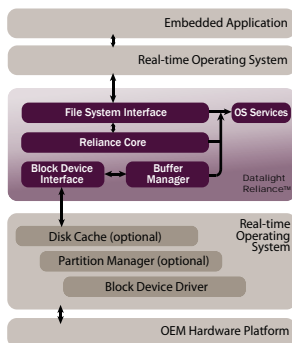 Embedded Application
Real-time Operating System
File System Interface
OS Services
Reliance Core
Block Device
Interface
Buffer
Manager
Datalight
Reliance™
Real-time
Operating
System
Disk Cache (optional)
Partition Manager (optional)
Block Device Driver
OEM Hardware Platform